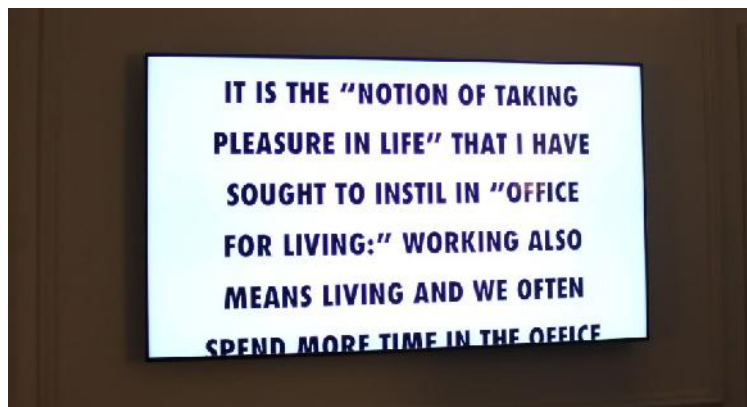 IT IS THE “NOTION OF TAKING
PLEASURE IN LIFE” THAT I HAVE
SOUGHT TO INSTIL IN “OFFICE
FOR LIVING:” WORKING ALSO
MEANS LIVING AND WE OFTEN
SPEND MORE TIME IN THE OFFICE